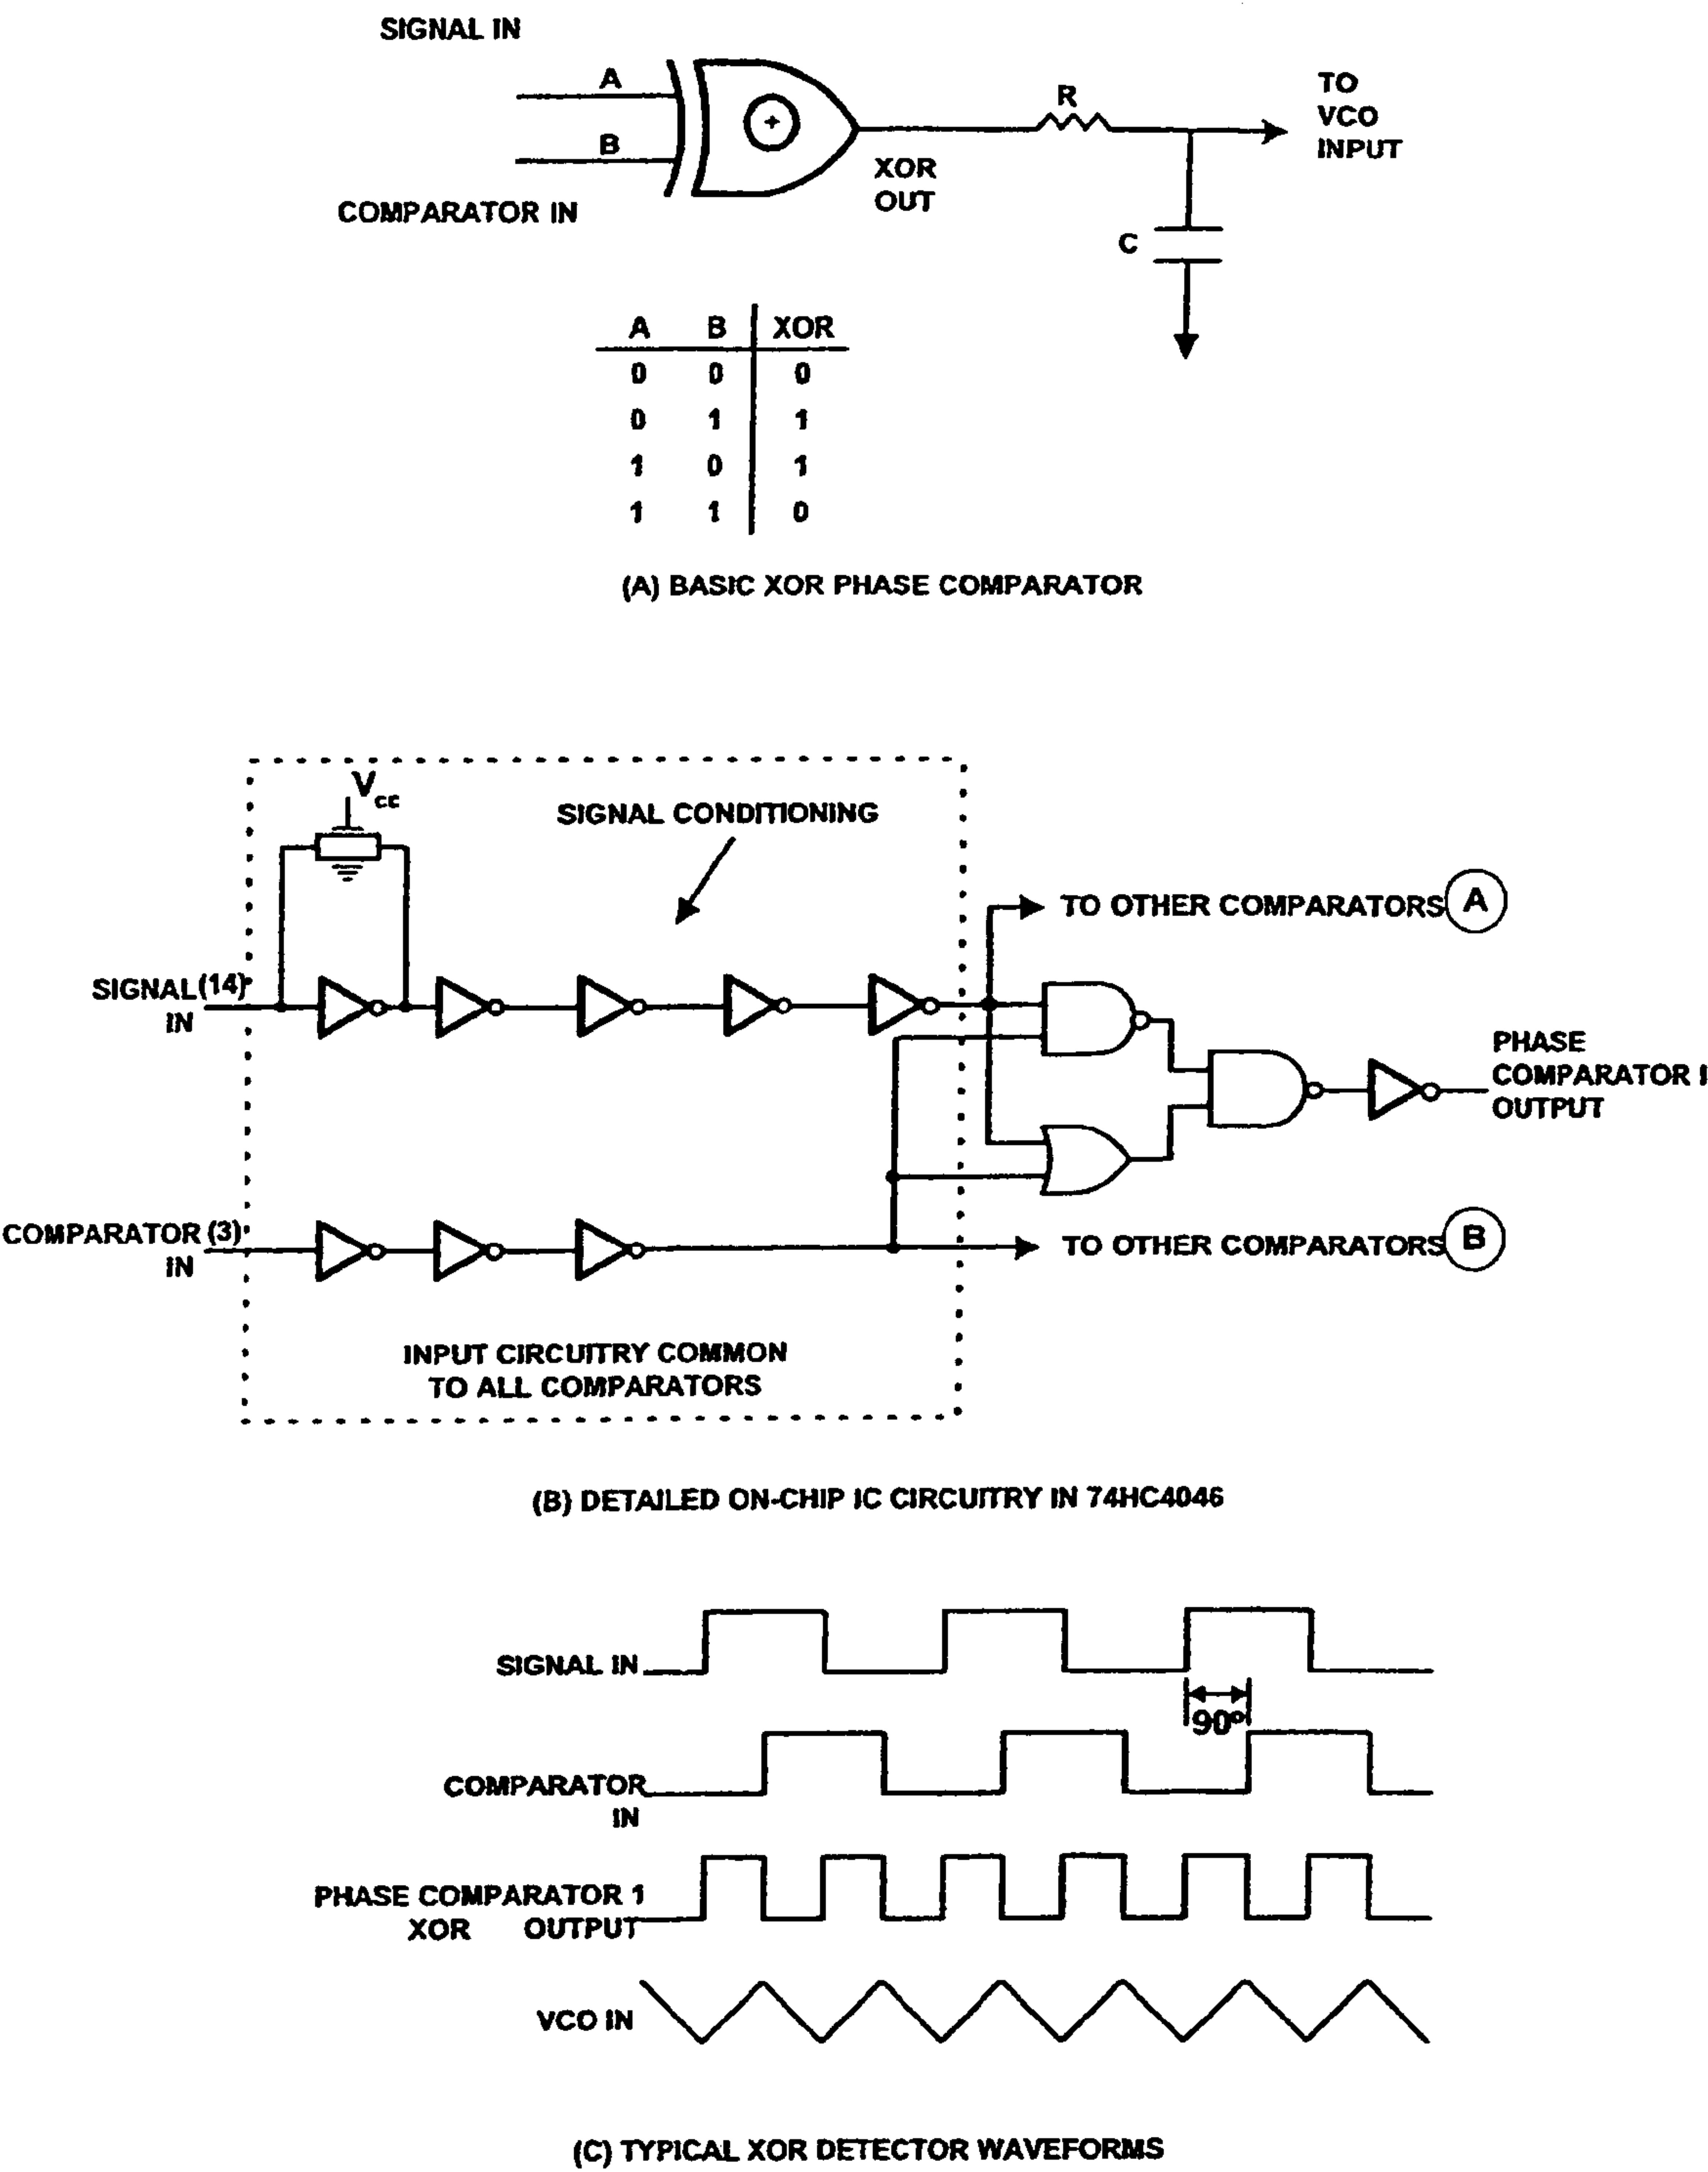 SIGNAL IN
A
B
COMPARATOR IN
+
XOR
OUT
R
C
TO
VCO
INPUT
A B XOR
0 0 0
0 1 1
1 0 1
1 1 0
(A) BASIC XOR PHASE COMPARATOR
Vcc
SIGNAL CONDITIONING
TO OTHER COMPARATORS A
SIGNAL (14)
IN
PHASE
COMPARATOR I
OUTPUT
COMPARATOR (3)
IN
TO OTHER COMPARATORS B
INPUT CIRCUITRY COMMON
TO ALL COMPARATORS
(B) DETAILED ON-CHIP IC CIRCUITRY IN 74HC4046
SIGNAL IN
90º
COMPARATOR
IN
PHASE COMPARATOR 1
XOR OUTPUT
VCO IN
(C) TYPICAL XOR DETECTOR WAVEFORMS